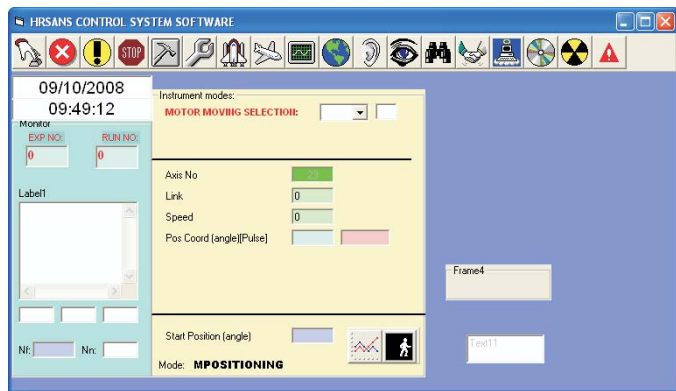 HRSANS CONTROL SYSTEM SOFTWARE
STOP
09/10/2008
09:49:12
Monitor
EXP NO: RUN NO:
0 0
Label1
Nf: Nn:
Instrument modes:
MOTOR MOVING SELECTION:
Axis No 23
Link 0
Speed 0
Pos Coord (angle)[Pulse]
Start Position (angle)
Mode: MPOSITIONING
Frame4
Text11